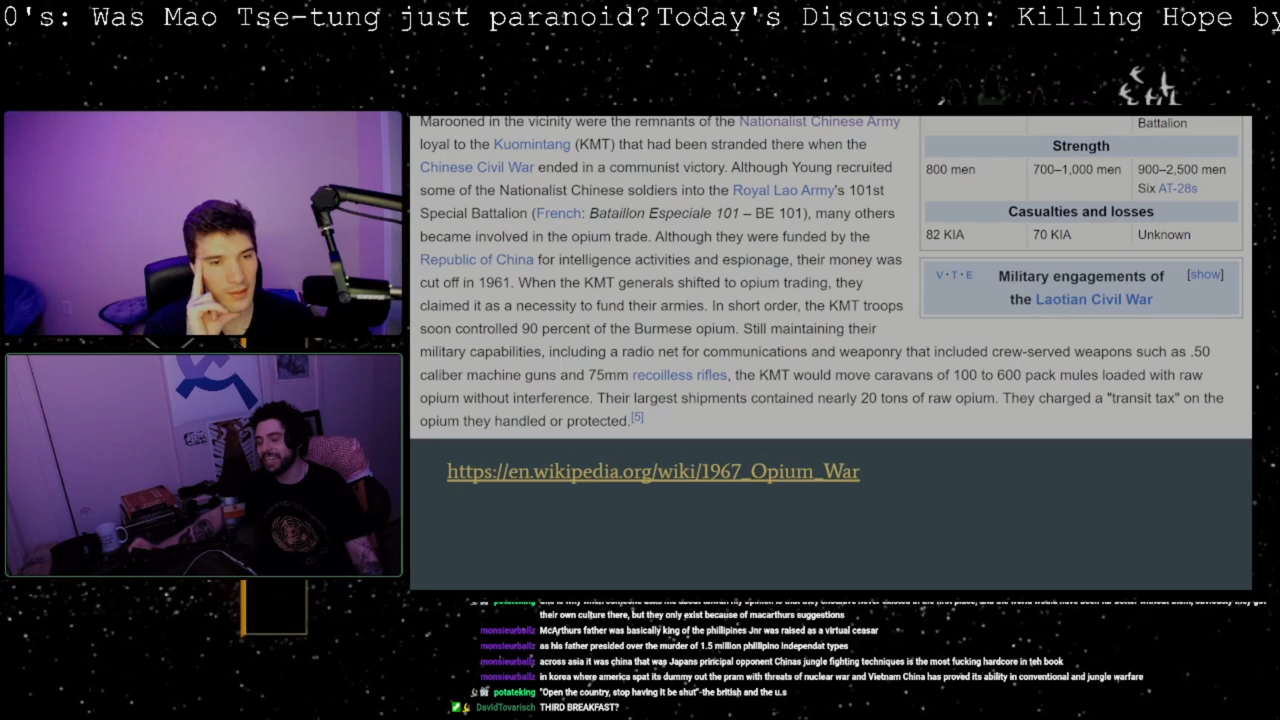 0's: Was Mao Tse-tung just paranoid?Today's Discussion: Killing Hope by
Marooned in the vicinity were the remnants of the Nationalist Chinese Army
loyal to the Kuomintang (KMT) that had been stranded there when the
Chinese Civil War ended in a communist victory. Although Young recruited
some of the Nationalist Chinese soldiers into the Royal Lao Army's 101st
Special Battalion (French: Bataillon Especiale 101 – BE 101), many others
became involved in the opium trade. Although they were funded by the
Republic of China for intelligence activities and espionage, their money was
cut off in 1961. When the KMT generals shifted to opium trading, they
claimed it as a necessity to fund their armies. In short order, the KMT troops
soon controlled 90 percent of the Burmese opium. Still maintaining their
military capabilities, including a radio net for communications and weaponry that included crew-served weapons such as .50
caliber machine guns and 75mm recoilless rifles, the KMT would move caravans of 100 to 600 pack mules loaded with raw
opium without interference. Their largest shipments contained nearly 20 tons of raw opium. They charged a "transit tax" on the
opium they handled or protected.[5]
Battalion
Strength
800 men 700–1,000 men 900–2,500 men
Six AT-28s
Casualties and losses
82 KIA 70 KIA Unknown
V·T·E Military engagements of [show]
the Laotian Civil War
https://en.wikipedia.org/wiki/1967_Opium_War
potateking
their own culture there, but they only exist because of macarthurs suggestions
monsieurballz McArthurs father was basically king of the phillipines Jnr was raised as a virtual ceasar
monsieurballz as his father presided over the murder of 1.5 million phillipino independat types
monsieurballz across asia it was china that was Japans principal opponent Chinas jungle fighting techniques is the most fucking hardcore in teh book
monsieurballz in korea where america spat its dummy out the pram with threats of nuclear war and Vietnam China has proved its ability in conventional and jungle warfare
potateking "Open the country, stop having it be shut"-the british and the u.s
DavidTovarisch THIRD BREAKFAST?